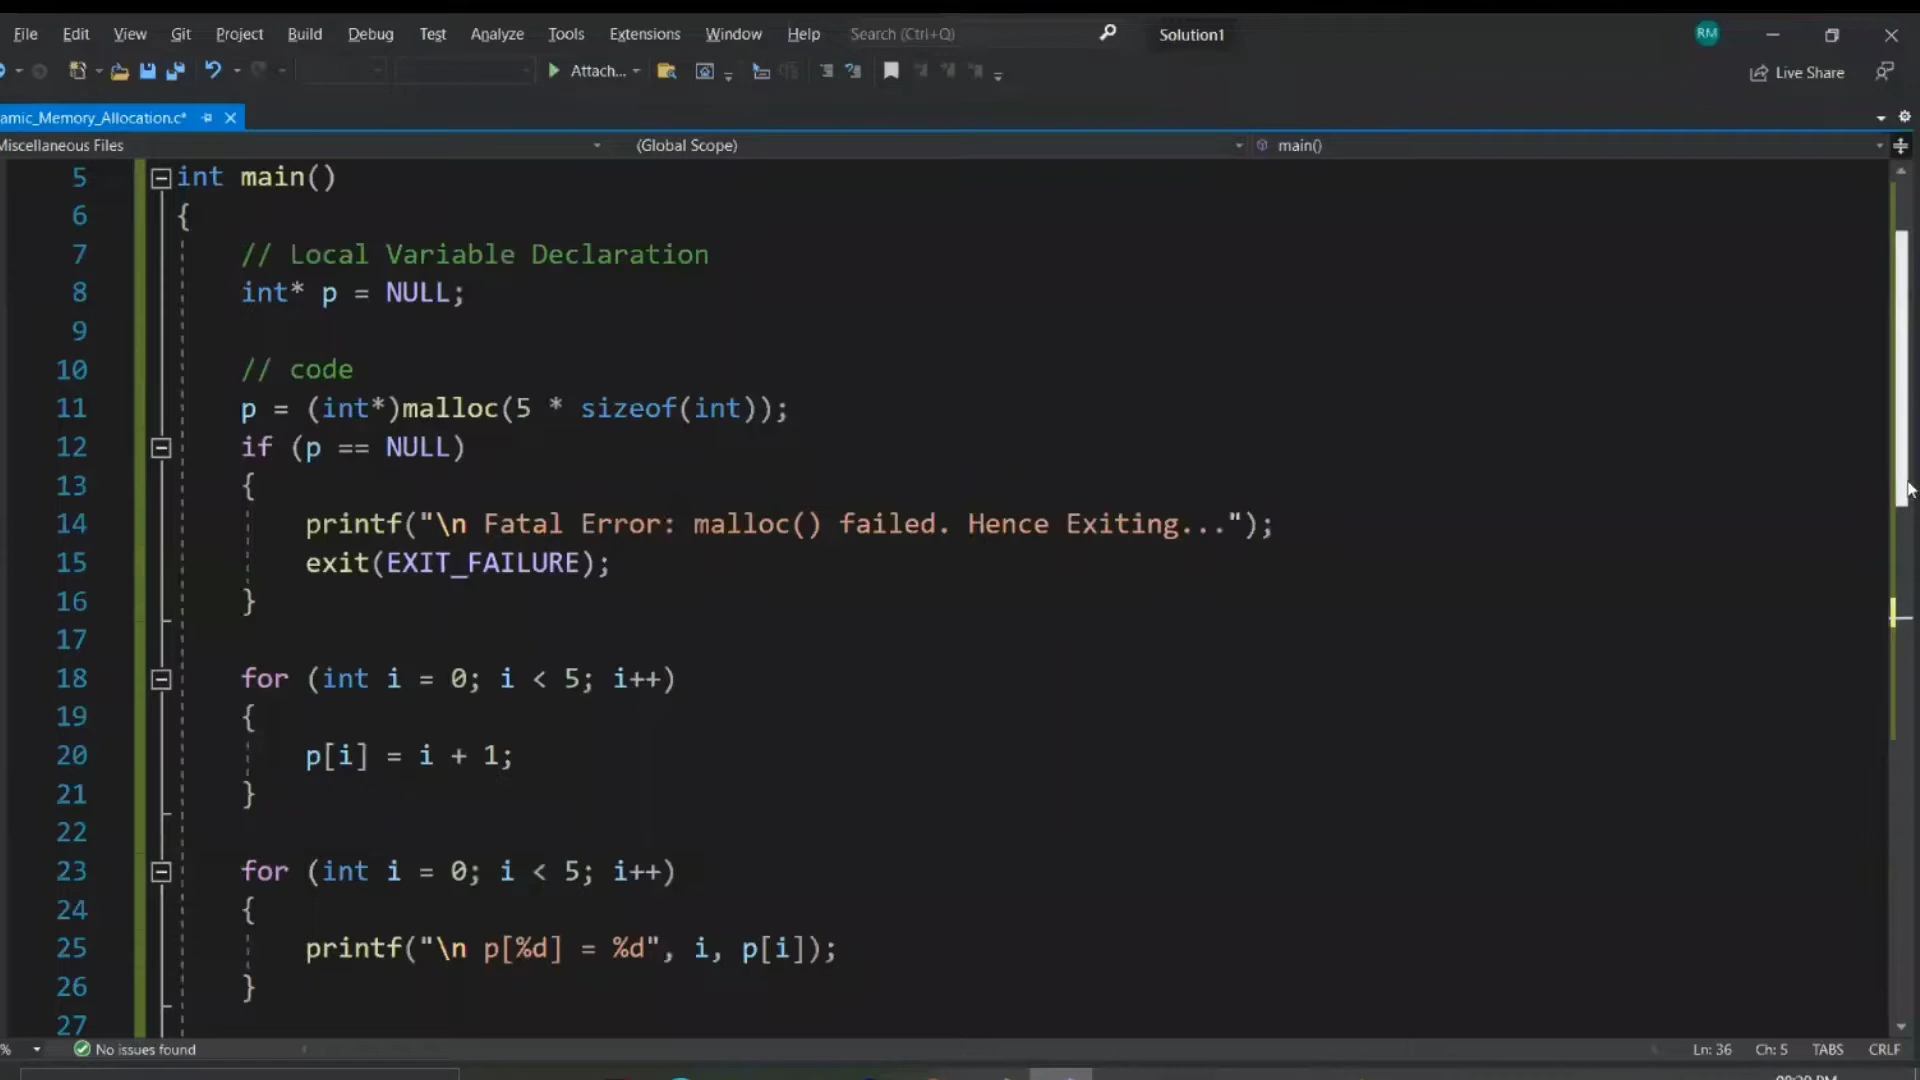 File Edit View Git Project Build Debug Test Analyze Tools Extensions Window Help Search (Ctrl+Q) Solution1 RM
Attach... Live Share
amic_Memory_Allocation.c*
Miscellaneous Files (Global Scope) main()
5 int main()
6 {
7 // Local Variable Declaration
8 int* p = NULL;
9
10 // code
11 p = (int*)malloc(5 * sizeof(int));
12 if (p == NULL)
13 {
14 printf("\n Fatal Error: malloc() failed. Hence Exiting...");
15 exit(EXIT_FAILURE);
16 }
17
18 for (int i = 0; i < 5; i++)
19 {
20 p[i] = i + 1;
21 }
22
23 for (int i = 0; i < 5; i++)
24 {
25 printf("\n p[%d] = %d", i, p[i]);
26 }
27
% No issues found Ln: 36 Ch: 5 TABS CRLF